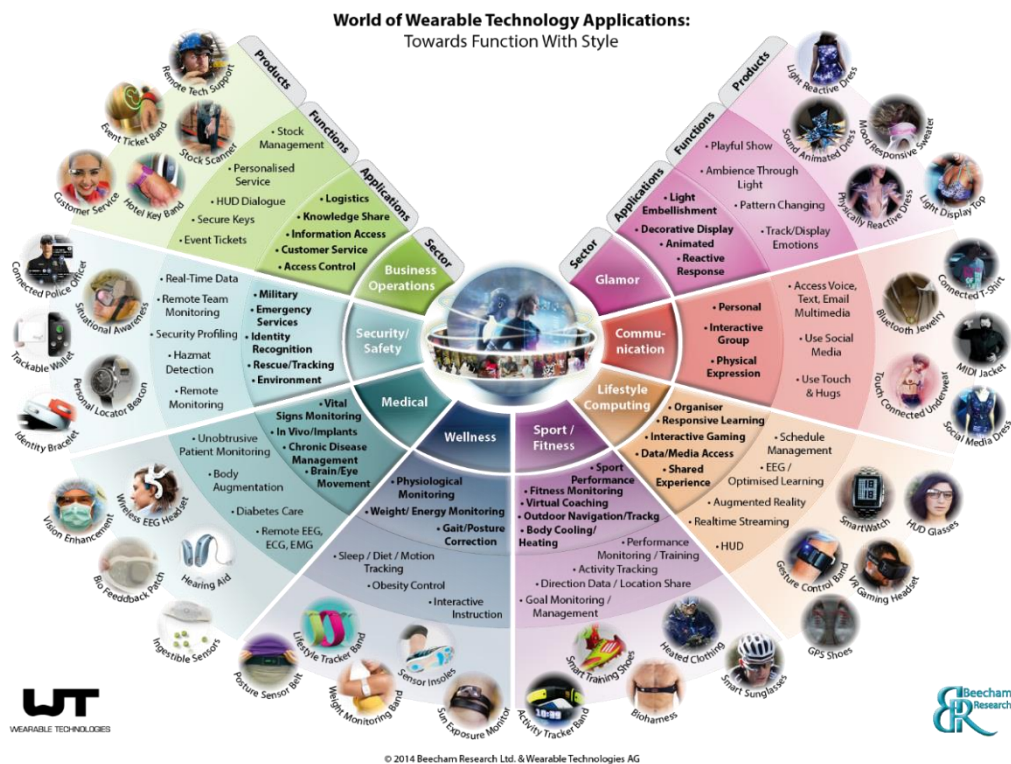 World of Wearable Technology Applications:
Towards Function With Style
Products
Functions
Applications
Sector
Remote Tech Support
Event Ticket Band
Stock Scanner
Customer Service
Hotel Key Band
• Stock
Management
• Personalised
Service
• HUD Dialogue
• Secure Keys
• Event Tickets
• Logistics
• Knowledge Share
• Information Access
• Customer Service
• Access Control
Business
Operations
Connected Police Officer
Situational Awareness
Trackable Wallet
Personal Locator Beacon
Identity Bracelet
• Real-Time Data
• Remote Team
Monitoring
• Security Profiling
• Hazmat
Detection
• Remote
Monitoring
• Military
• Emergency
Services
• Identity
Recognition
• Rescue/Tracking
• Environment
Security/
Safety
Vision Enhancement
Wireless EEG Headset
Bio Feeddback Patch
Hearing Aid
Ingestible Sensors
• Unobtrusive
Patient Monitoring
• Body
Augmentation
• Diabetes Care
• Remote EEG,
ECG, EMG
• Vital
Signs Monitoring
• In Vivo/Implants
• Chronic Disease
Management
• Brain/Eye
Movement
Medical
Wellness
• Physiological
Monitoring
• Weight/ Energy Monitoring
• Gait/Posture
Correction
• Sleep / Diet / Motion
Tracking
• Obesity Control
• Interactive
Instruction
Posture Sensor Belt
Lifestyle Tracker Band
Weight Monitoring Band
Sensor Insoles
Sun Exposure Monitor
Sport /
Fitness
• Sport
Performance
• Fitness Monitoring
• Virtual Coaching
• Outdoor Navigation/Trackg
• Body Cooling/
Heating
• Performance
Monitoring / Training
• Activity Tracking
• Direction Data / Location Share
• Goal Monitoring /
Management
Activity Tracker Band
Smart Training Shoes
Bioharness
Heated Clothing
Smart Sunglasses
Lifestyle
Computing
• Organiser
• Responsive Learning
• Interactive Gaming
• Data/Media Access
• Shared
Experience
• Schedule
Management
• EEG /
Optimised Learning
• Augmented Reality
• Realtime Streaming
• HUD
SmartWatch
HUD Glasses
Gesture Control Band
VR Gaming Headset
GPS Shoes
Commu-
nication
• Personal
• Interactive
Group
• Physical
Expression
• Access Voice,
Text, Email
Multimedia
• Use Social
Media
• Use Touch
& Hugs
Connected T-Shirt
Bluetooth Jewelry
MIDI Jacket
Touch Connected Underwear
Social Media Dress
Products
Functions
Applications
Sector
Glamor
• Light
Embellishment
• Decorative Display
• Animated
• Reactive
Response
• Playful Show
• Ambience Through
Light
• Pattern Changing
• Track/Display
Emotions
Light Reactive Dress
Sound Animated Dress
Mood Responsive Sweater
Physically Reactive Dress
Light Display Top
WT
WEARABLE TECHNOLOGIES
BR
Beecham
Research
© 2014 Beecham Research Ltd. & Wearable Technologies AG